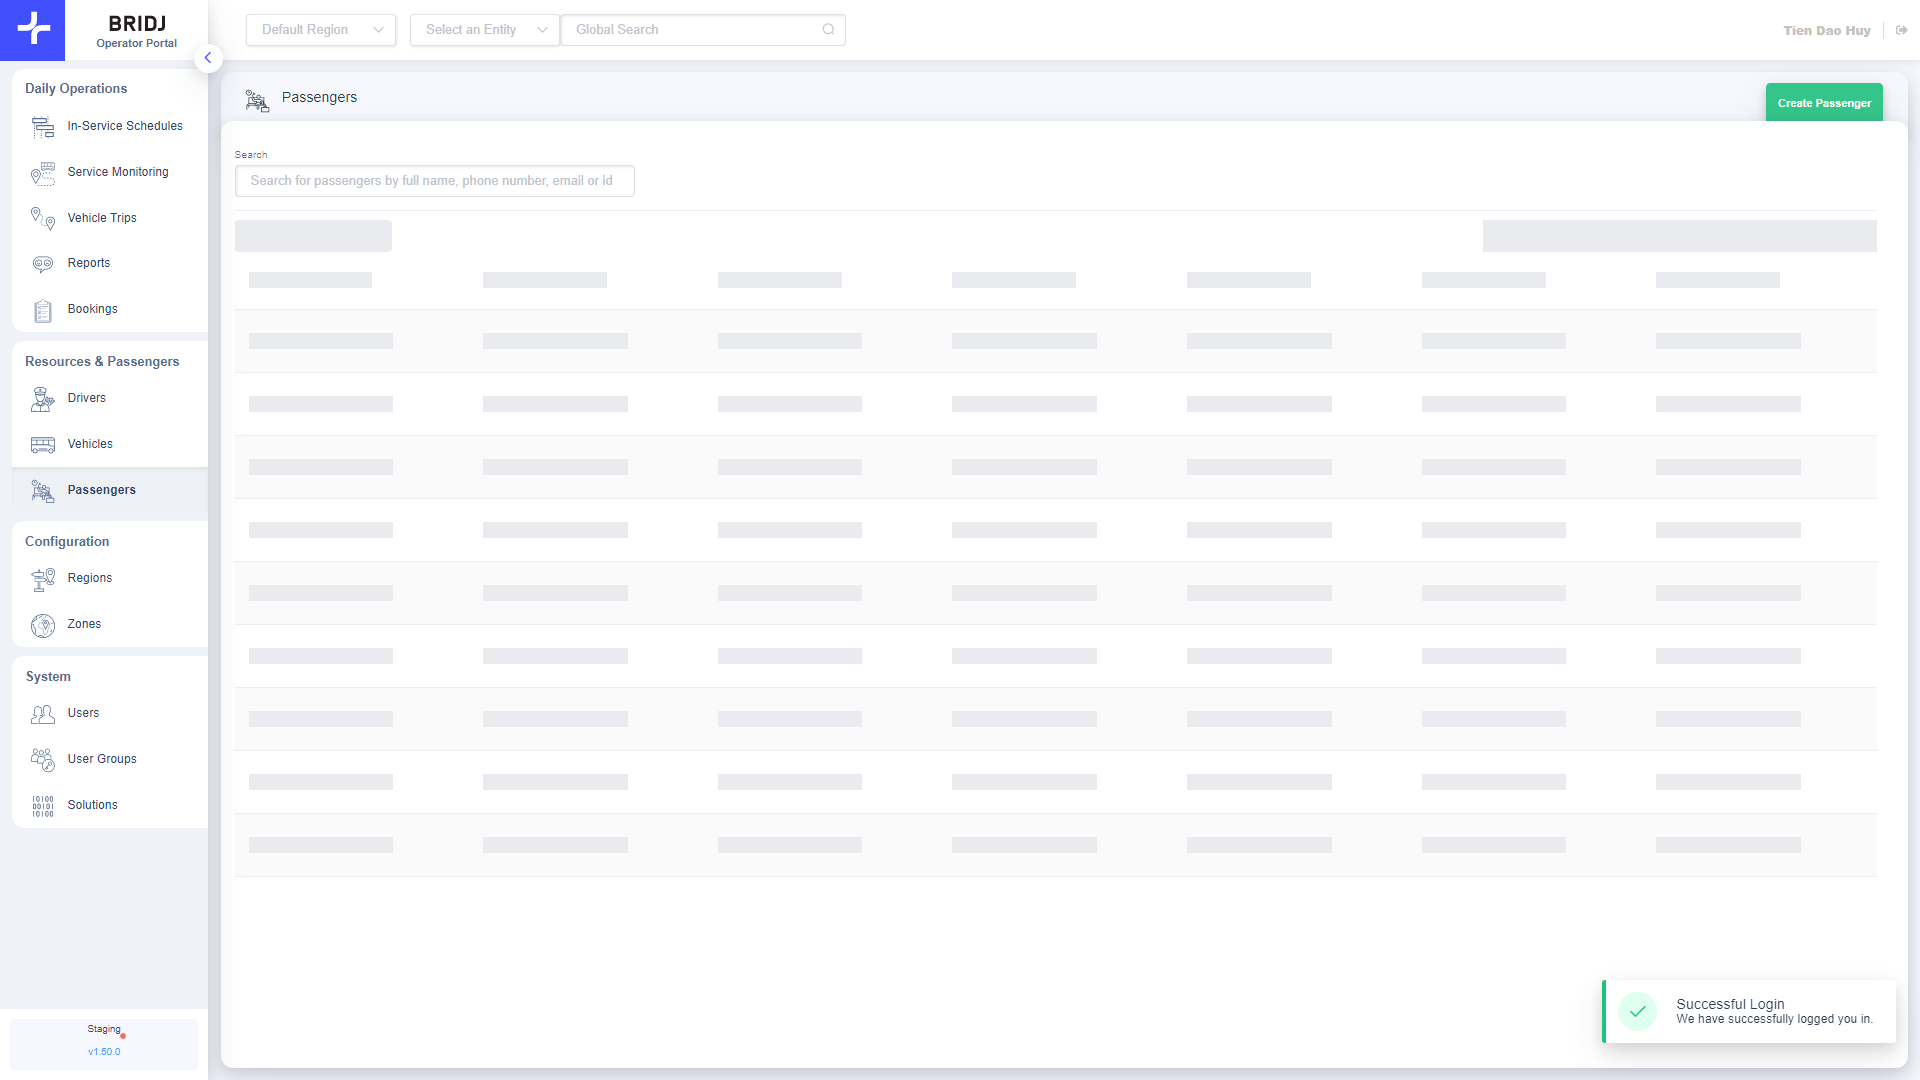 BRIDJ
Operator Portal
Default Region
Select an Entity
Global Search
Tien Dao Huy
Daily Operations
In-Service Schedules
Service Monitoring
Vehicle Trips
Reports
Bookings
Resources & Passengers
Drivers
Vehicles
Passengers
Configuration
Regions
Zones
System
Users
User Groups
Solutions
Staging
v1.50.0
Passengers
Create Passenger
Search
Search for passengers by full name, phone number, email or id
Successful Login
We have successfully logged you in.